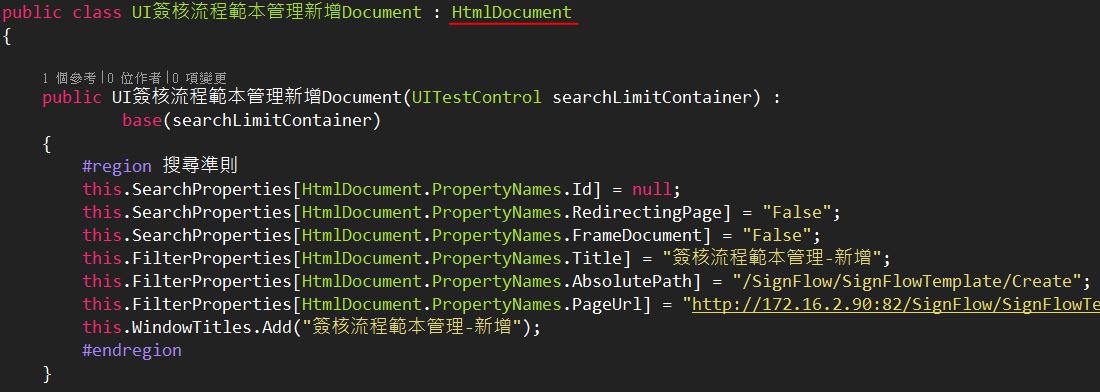 public class UI簽核流程範本管理新增Document : HtmlDocument
{
1 個參考|0 位作者|0 項變更
public UI簽核流程範本管理新增Document(UITestControl searchLimitContainer) :
base(searchLimitContainer)
{
#region 搜尋準則
this.SearchProperties[HtmlDocument.PropertyNames.Id] = null;
this.SearchProperties[HtmlDocument.PropertyNames.RedirectingPage] = "False";
this.SearchProperties[HtmlDocument.PropertyNames.FrameDocument] = "False";
this.FilterProperties[HtmlDocument.PropertyNames.Title] = "簽核流程範本管理-新增";
this.FilterProperties[HtmlDocument.PropertyNames.AbsolutePath] = "/SignFlow/SignFlowTemplate/Create";
this.FilterProperties[HtmlDocument.PropertyNames.PageUrl] = "http://172.16.2.90:82/SignFlow/SignFlowTe
this.WindowTitles.Add("簽核流程範本管理-新增");
#endregion
}